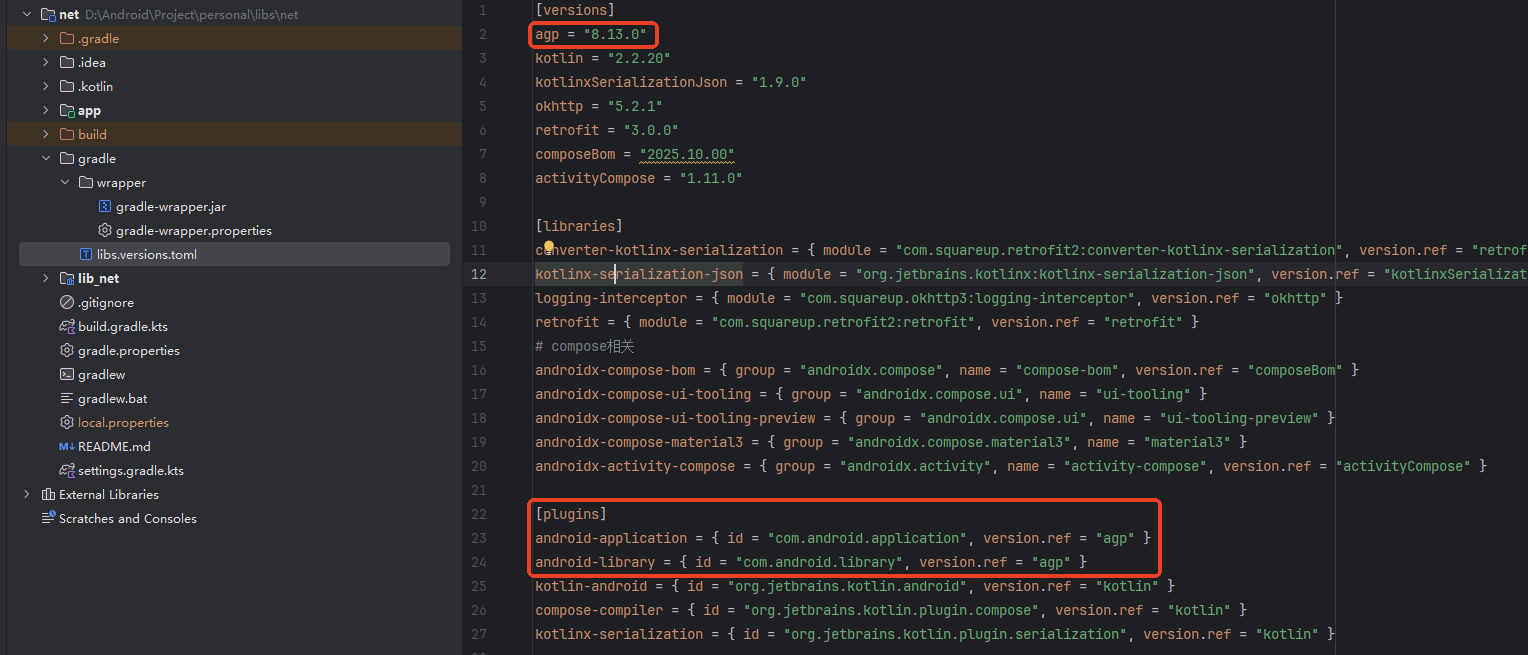 net D:\Android\Project\personal\libs\net
.gradle
.idea
.kotlin
app
build
gradle
wrapper
gradle-wrapper.jar
gradle-wrapper.properties
libs.versions.toml
lib_net
.gitignore
build.gradle.kts
gradle.properties
gradlew
gradlew.bat
local.properties
README.md
settings.gradle.kts
External Libraries
Scratches and Consoles
1 [versions]
2 agp = "8.13.0"
3 kotlin = "2.2.20"
4 kotlinxSerializationJson = "1.9.0"
5 okhttp = "5.2.1"
6 retrofit = "3.0.0"
7 composeBom = "2025.10.00"
8 activityCompose = "1.11.0"
9
10 [libraries]
11 converter-kotlinx-serialization = { module = "com.squareup.retrofit2:converter-kotlinx-serialization", version.ref = "retrof
12 kotlinx-serialization-json = { module = "org.jetbrains.kotlinx:kotlinx-serialization-json", version.ref = "kotlinxSerializat
13 logging-interceptor = { module = "com.squareup.okhttp3:logging-interceptor", version.ref = "okhttp" }
14 retrofit = { module = "com.squareup.retrofit2:retrofit", version.ref = "retrofit" }
15 # compose相关
16 androidx-compose-bom = { group = "androidx.compose", name = "compose-bom", version.ref = "composeBom" }
17 androidx-compose-ui-tooling = { group = "androidx.compose.ui", name = "ui-tooling" }
18 androidx-compose-ui-tooling-preview = { group = "androidx.compose.ui", name = "ui-tooling-preview" }
19 androidx-compose-material3 = { group = "androidx.compose.material3", name = "material3" }
20 androidx-activity-compose = { group = "androidx.activity", name = "activity-compose", version.ref = "activityCompose" }
21
22 [plugins]
23 android-application = { id = "com.android.application", version.ref = "agp" }
24 android-library = { id = "com.android.library", version.ref = "agp" }
25 kotlin-android = { id = "org.jetbrains.kotlin.android", version.ref = "kotlin" }
26 compose-compiler = { id = "org.jetbrains.kotlin.plugin.compose", version.ref = "kotlin" }
27 kotlinx-serialization = { id = "org.jetbrains.kotlin.plugin.serialization", version.ref = "kotlin" }